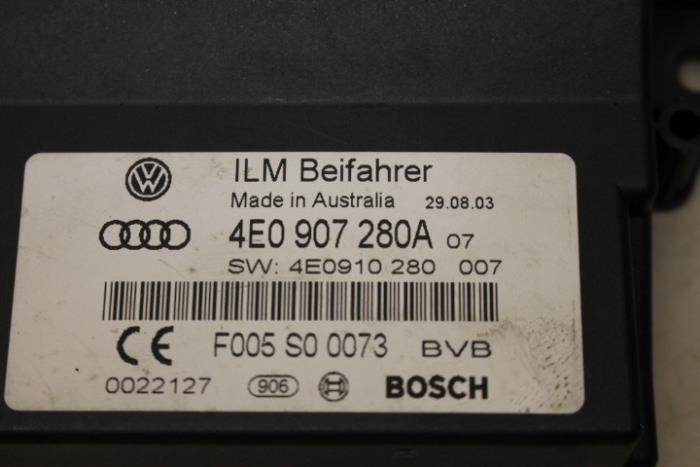 ILM Beifahrer
Made in Australia 29.08.03
4E0 907 280A 07
SW: 4E0910 280 007
CE F005 S0 0073 BVB
0022127 906 BOSCH